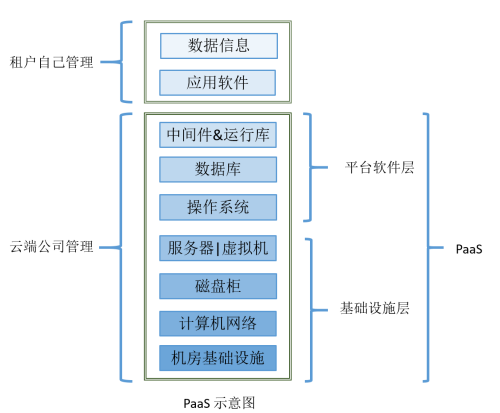 数据信息
租户自己管理
应用软件
中间件&运行库
数据库
平台软件层
操作系统
云端公司管理
服务器|虚拟机
PaaS
磁盘柜
基础设施层
计算机网络
机房基础设施
PaaS 示意图